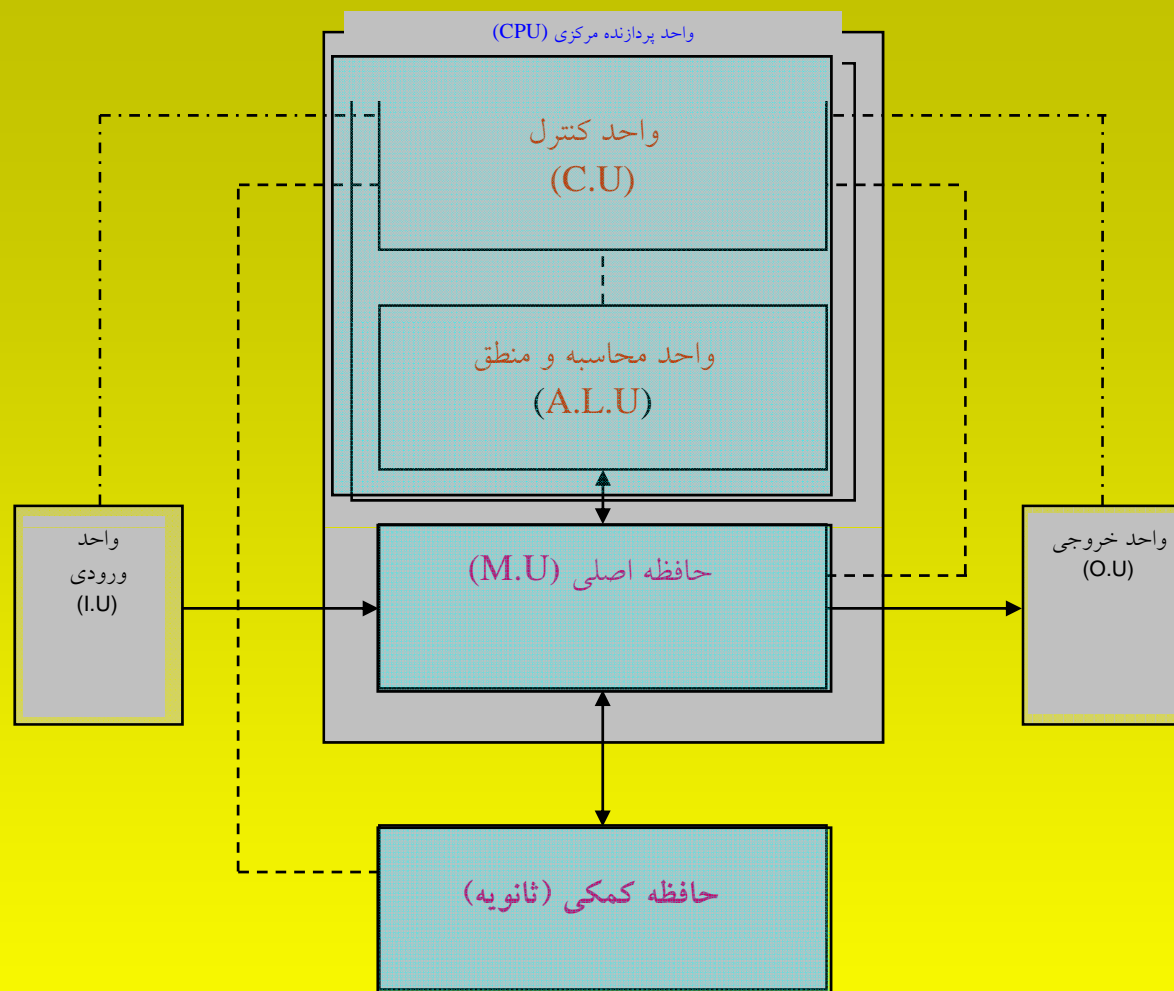 واحد پردازنده مرکزی (CPU)
واحد کنترل
(C.U)
واحد محاسبه و منطق
(A.L.U)
واحد
ورودی
(I.U)
حافظه اصلی (M.U)
واحد خروجی
(O.U)
حافظه کمکی (ثانویه)